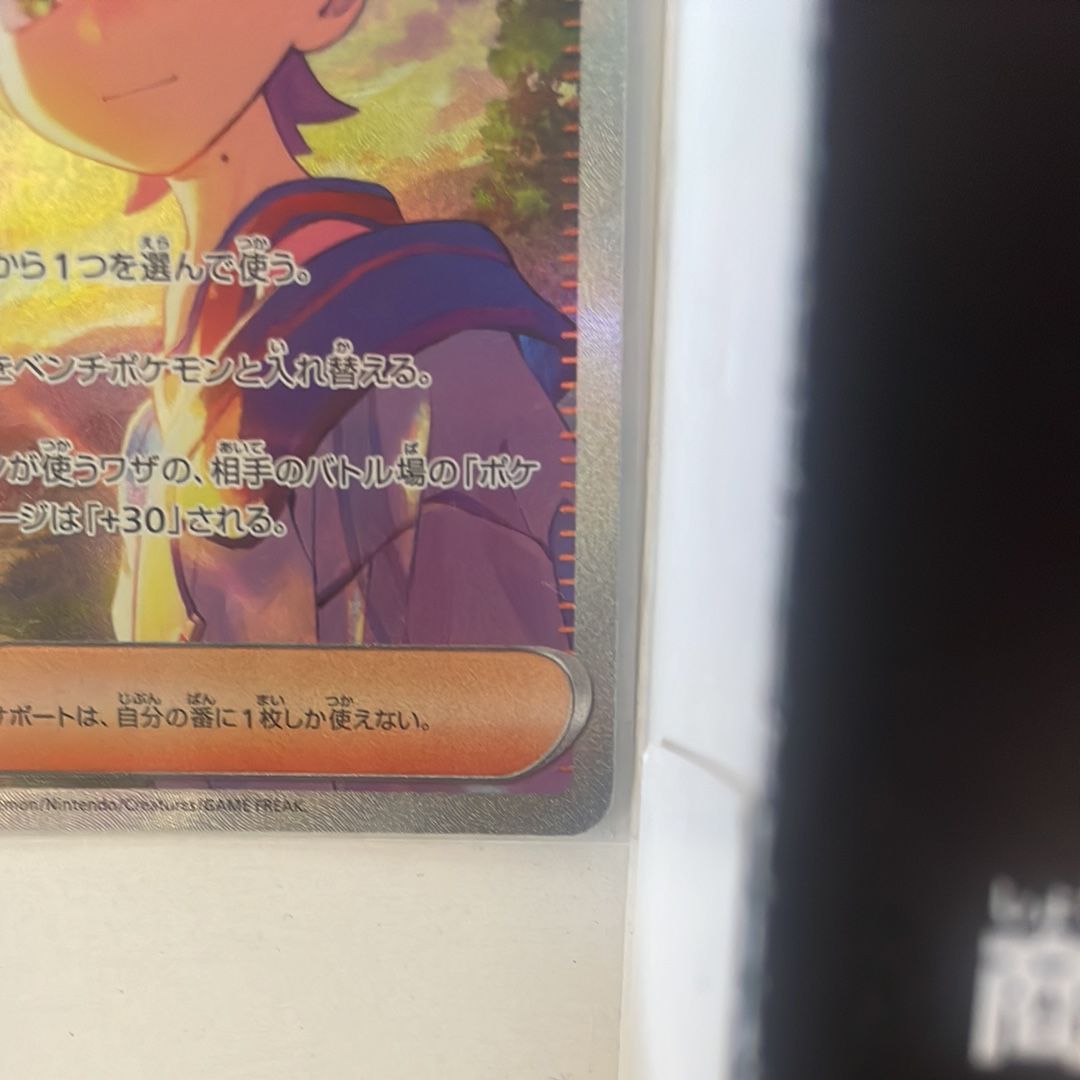 から1つを選んで使う。
をベンチポケモンと入れ替える。
が使うワザの、相手のバトル場の「ポケ
ージは「+30」される。
サポートは、自分の番に1枚しか使えない。
émon/Nintendo/Creatures/GAME FREAK.